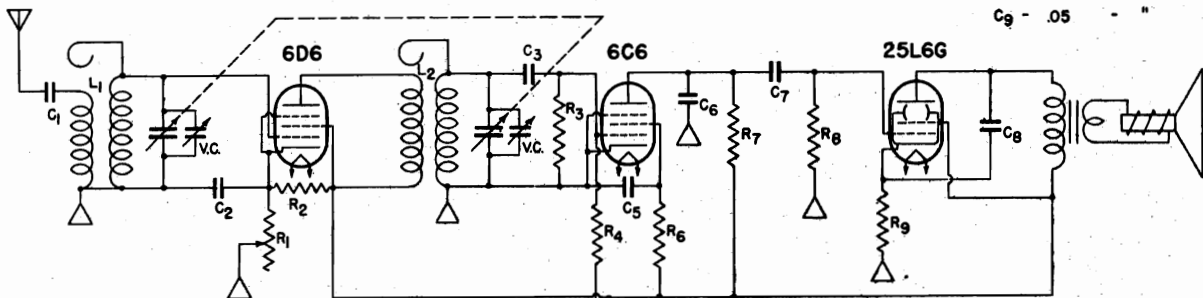 C9 - .05 - "
6D6
6C6
25L6G
L1
L2
C3
C1
V.C.
V.C.
R3
C6
C7
R7
R8
C8
C2
R2
C5
R1
R4
R6
R9